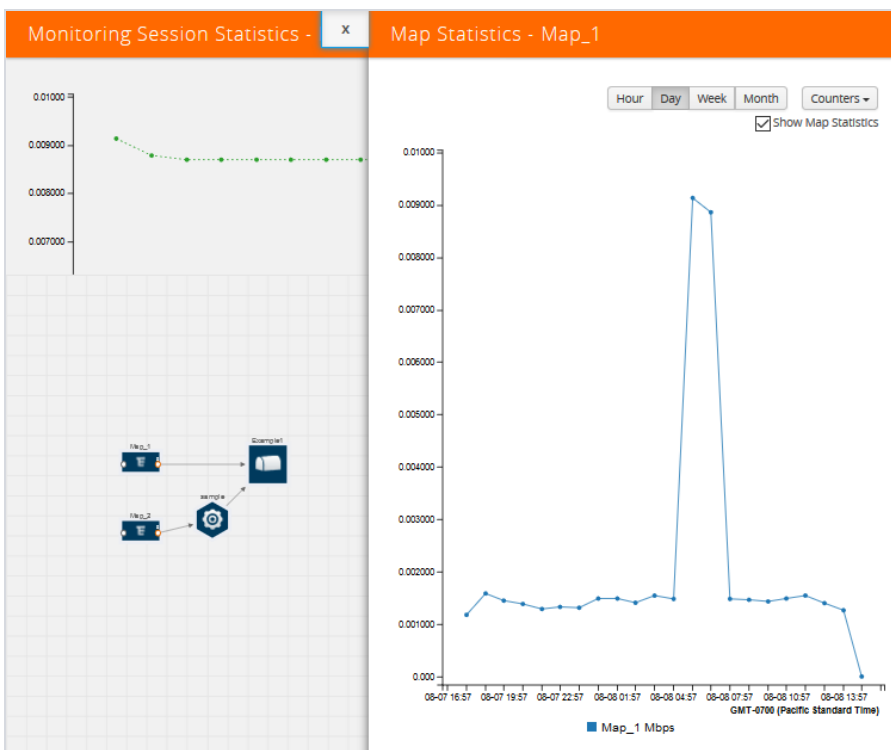 Monitoring Session Statistics -
x
0.01000
0.009000
0.008000
0.007000
Map_1
Example1
sample
Map_2
Map Statistics - Map_1
Hour Day Week Month Counters
Show Map Statistics
0.01000
0.009000
0.008000
0.007000
0.006000
0.005000
0.004000
0.003000
0.002000
0.001000
0.000
08-07 16:57 08-07 19:57 08-07 22:57 08-08 01:57 08-08 04:57 08-08 07:57 08-08 10:57 08-08 13:57
GMT-0700 (Pacific Standard Time)
Map_1 Mbps